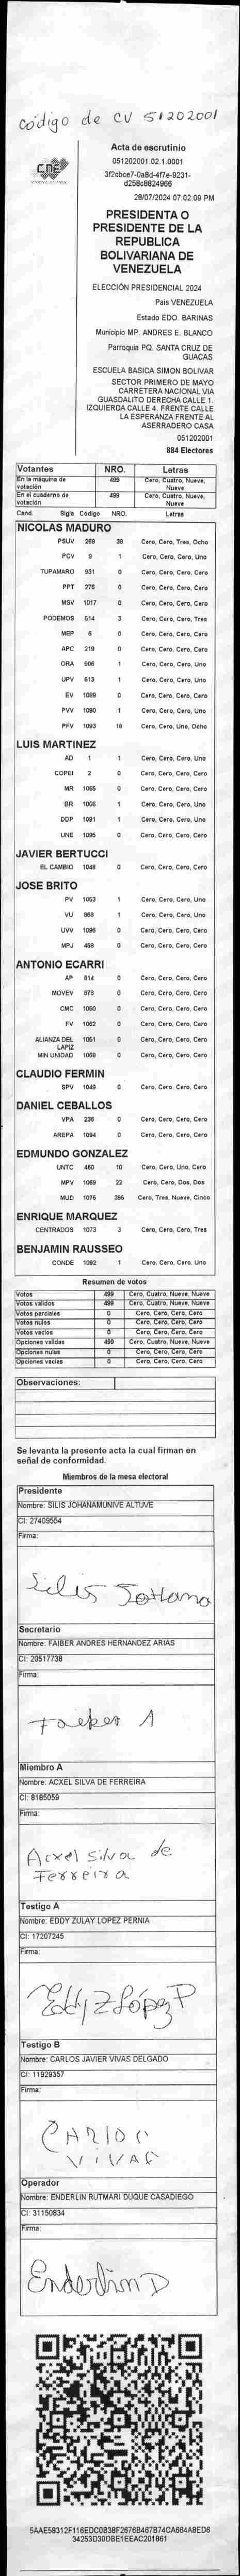 código de CV 51202001
CNE
Acta de escrutinio
051202001.02.1.0001
3f2cbce7-0a8d-4f7e-9231-
d258c8824966
28/07/2024 07:02:09 PM
PRESIDENTA O
PRESIDENTE DE LA
REPUBLICA
BOLIVARIANA DE
VENEZUELA
ELECCIÓN PRESIDENCIAL 2024
País VENEZUELA
Estado EDO. BARINAS
Municipio MP. ANDRES E. BLANCO
Parroquia PQ. SANTA CRUZ DE
GUACAS
ESCUELA BASICA SIMON BOLIVAR
SECTOR PRIMERO DE MAYO
CARRETERA NACIONAL VIA
GUASDALITO DERECHA CALLE 1.
IZQUIERDA CALLE 4. FRENTE CALLE
LA ESPERANZA FRENTE AL
ASERRADERO CASA
051202001
884 Electores
Votantes NRO. Letras
En la máquina de votación 499 Cero, Cuatro, Nueve, Nueve
En el cuaderno de votación 499 Cero, Cuatro, Nueve, Nueve
Cand. Sigla Código NRO. Letras
NICOLAS MADURO
PSUV 269 38 Cero, Cero, Tres, Ocho
PCV 9 1 Cero, Cero, Cero, Uno
TUPAMARO 931 0 Cero, Cero, Cero, Cero
PPT 276 0 Cero, Cero, Cero, Cero
MSV 1017 0 Cero, Cero, Cero, Cero
PODEMOS 514 3 Cero, Cero, Cero, Tres
MEP 6 0 Cero, Cero, Cero, Cero
APC 219 0 Cero, Cero, Cero, Cero
ORA 906 1 Cero, Cero, Cero, Uno
UPV 513 1 Cero, Cero, Cero, Uno
EV 1089 0 Cero, Cero, Cero, Cero
PVV 1090 1 Cero, Cero, Cero, Uno
PFV 1093 18 Cero, Cero, Uno, Ocho
LUIS MARTINEZ
AD 1 1 Cero, Cero, Cero, Uno
COPEI 2 0 Cero, Cero, Cero, Cero
MR 1065 0 Cero, Cero, Cero, Cero
BR 1066 1 Cero, Cero, Cero, Uno
DDP 1091 1 Cero, Cero, Cero, Uno
UNE 1095 0 Cero, Cero, Cero, Cero
JAVIER BERTUCCI
EL CAMBIO 1048 0 Cero, Cero, Cero, Cero
JOSE BRITO
PV 1053 1 Cero, Cero, Cero, Uno
VU 868 1 Cero, Cero, Cero, Uno
UVV 1096 0 Cero, Cero, Cero, Cero
MPJ 458 0 Cero, Cero, Cero, Cero
ANTONIO ECARRI
AP 814 0 Cero, Cero, Cero, Cero
MOVEV 878 0 Cero, Cero, Cero, Cero
CMC 1050 0 Cero, Cero, Cero, Cero
FV 1062 0 Cero, Cero, Cero, Cero
ALIANZA DEL LAPIZ 1051 0 Cero, Cero, Cero, Cero
MIN UNIDAD 1068 0 Cero, Cero, Cero, Cero
CLAUDIO FERMIN
SPV 1049 0 Cero, Cero, Cero, Cero
DANIEL CEBALLOS
VPA 236 0 Cero, Cero, Cero, Cero
AREPA 1094 0 Cero, Cero, Cero, Cero
EDMUNDO GONZALEZ
UNTC 460 10 Cero, Cero, Uno, Cero
MPV 1069 22 Cero, Cero, Dos, Dos
MUD 1076 395 Cero, Tres, Nueve, Cinco
ENRIQUE MARQUEZ
CENTRADOS 1073 3 Cero, Cero, Cero, Tres
BENJAMIN RAUSSEO
CONDE 1092 1 Cero, Cero, Cero, Uno
Resumen de votos
Votos 499 Cero, Cuatro, Nueve, Nueve
Votos validos 499 Cero, Cuatro, Nueve, Nueve
Votos parciales 0 Cero, Cero, Cero, Cero
Votos nulos 0 Cero, Cero, Cero, Cero
Votos vacios 0 Cero, Cero, Cero, Cero
Opciones validas 499 Cero, Cuatro, Nueve, Nueve
Opciones nulas 0 Cero, Cero, Cero, Cero
Opciones vacias 0 Cero, Cero, Cero, Cero
Observaciones:
Se levanta la presente acta la cual firman en
señal de conformidad.
Miembros de la mesa electoral
Presidente
Nombre: SILIS JOHANAMUNIVE ALTUVE
CI: 27409554
Firma:
Silis Johana
Secretario
Nombre: FAIBER ANDRES HERNANDEZ ARIAS
CI: 20517738
Firma:
Faiber A
Miembro A
Nombre: ACXEL SILVA DE FERREIRA
CI: 8185059
Firma:
Acxel Silva de
Ferreira
Testigo A
Nombre: EDDY ZULAY LOPEZ PERNIA
CI: 17207245
Firma:
Eddy Z López P
Testigo B
Nombre: CARLOS JAVIER VIVAS DELGADO
CI: 11929357
Firma:
CARLOS
VIVAS
Operador
Nombre: ENDERLIN RUTMARI DUQUE CASADIEGO
CI: 31150834
Firma:
Enderlin D
5AAE58312F116EDC0B38F2676B467B74CA664A8ED6
34253D30DBE1EEAC201861